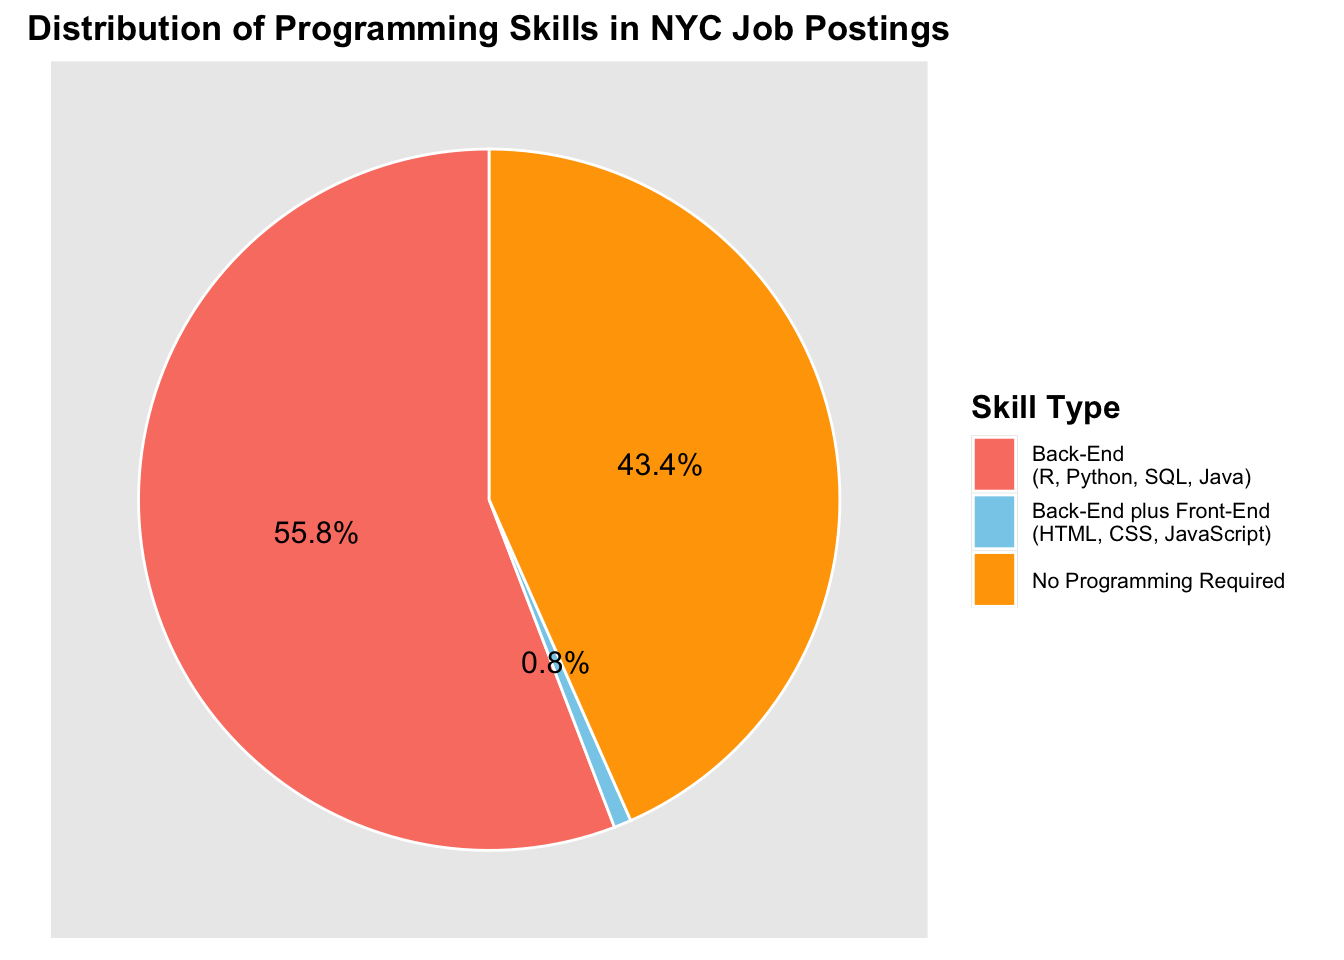 Distribution of Programming Skills in NYC Job Postings
43.4%
55.8%
0.8%
Skill Type
Back-End
(R, Python, SQL, Java)
Back-End plus Front-End
(HTML, CSS, JavaScript)
No Programming Required